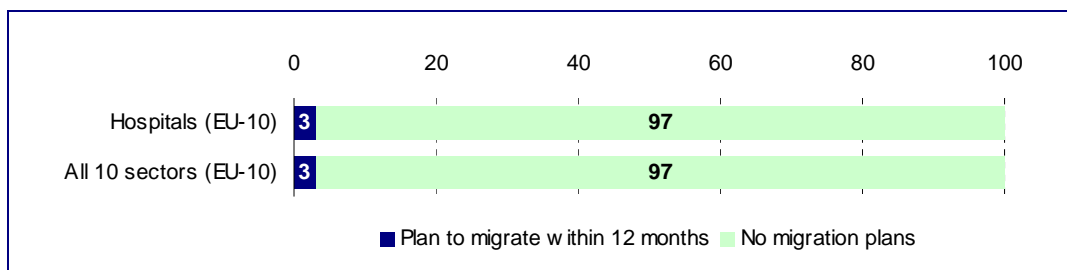 0 20 40 60 80 100
Hospitals (EU-10) 3 97
All 10 sectors (EU-10) 3 97
Plan to migrate within 12 months No migration plans